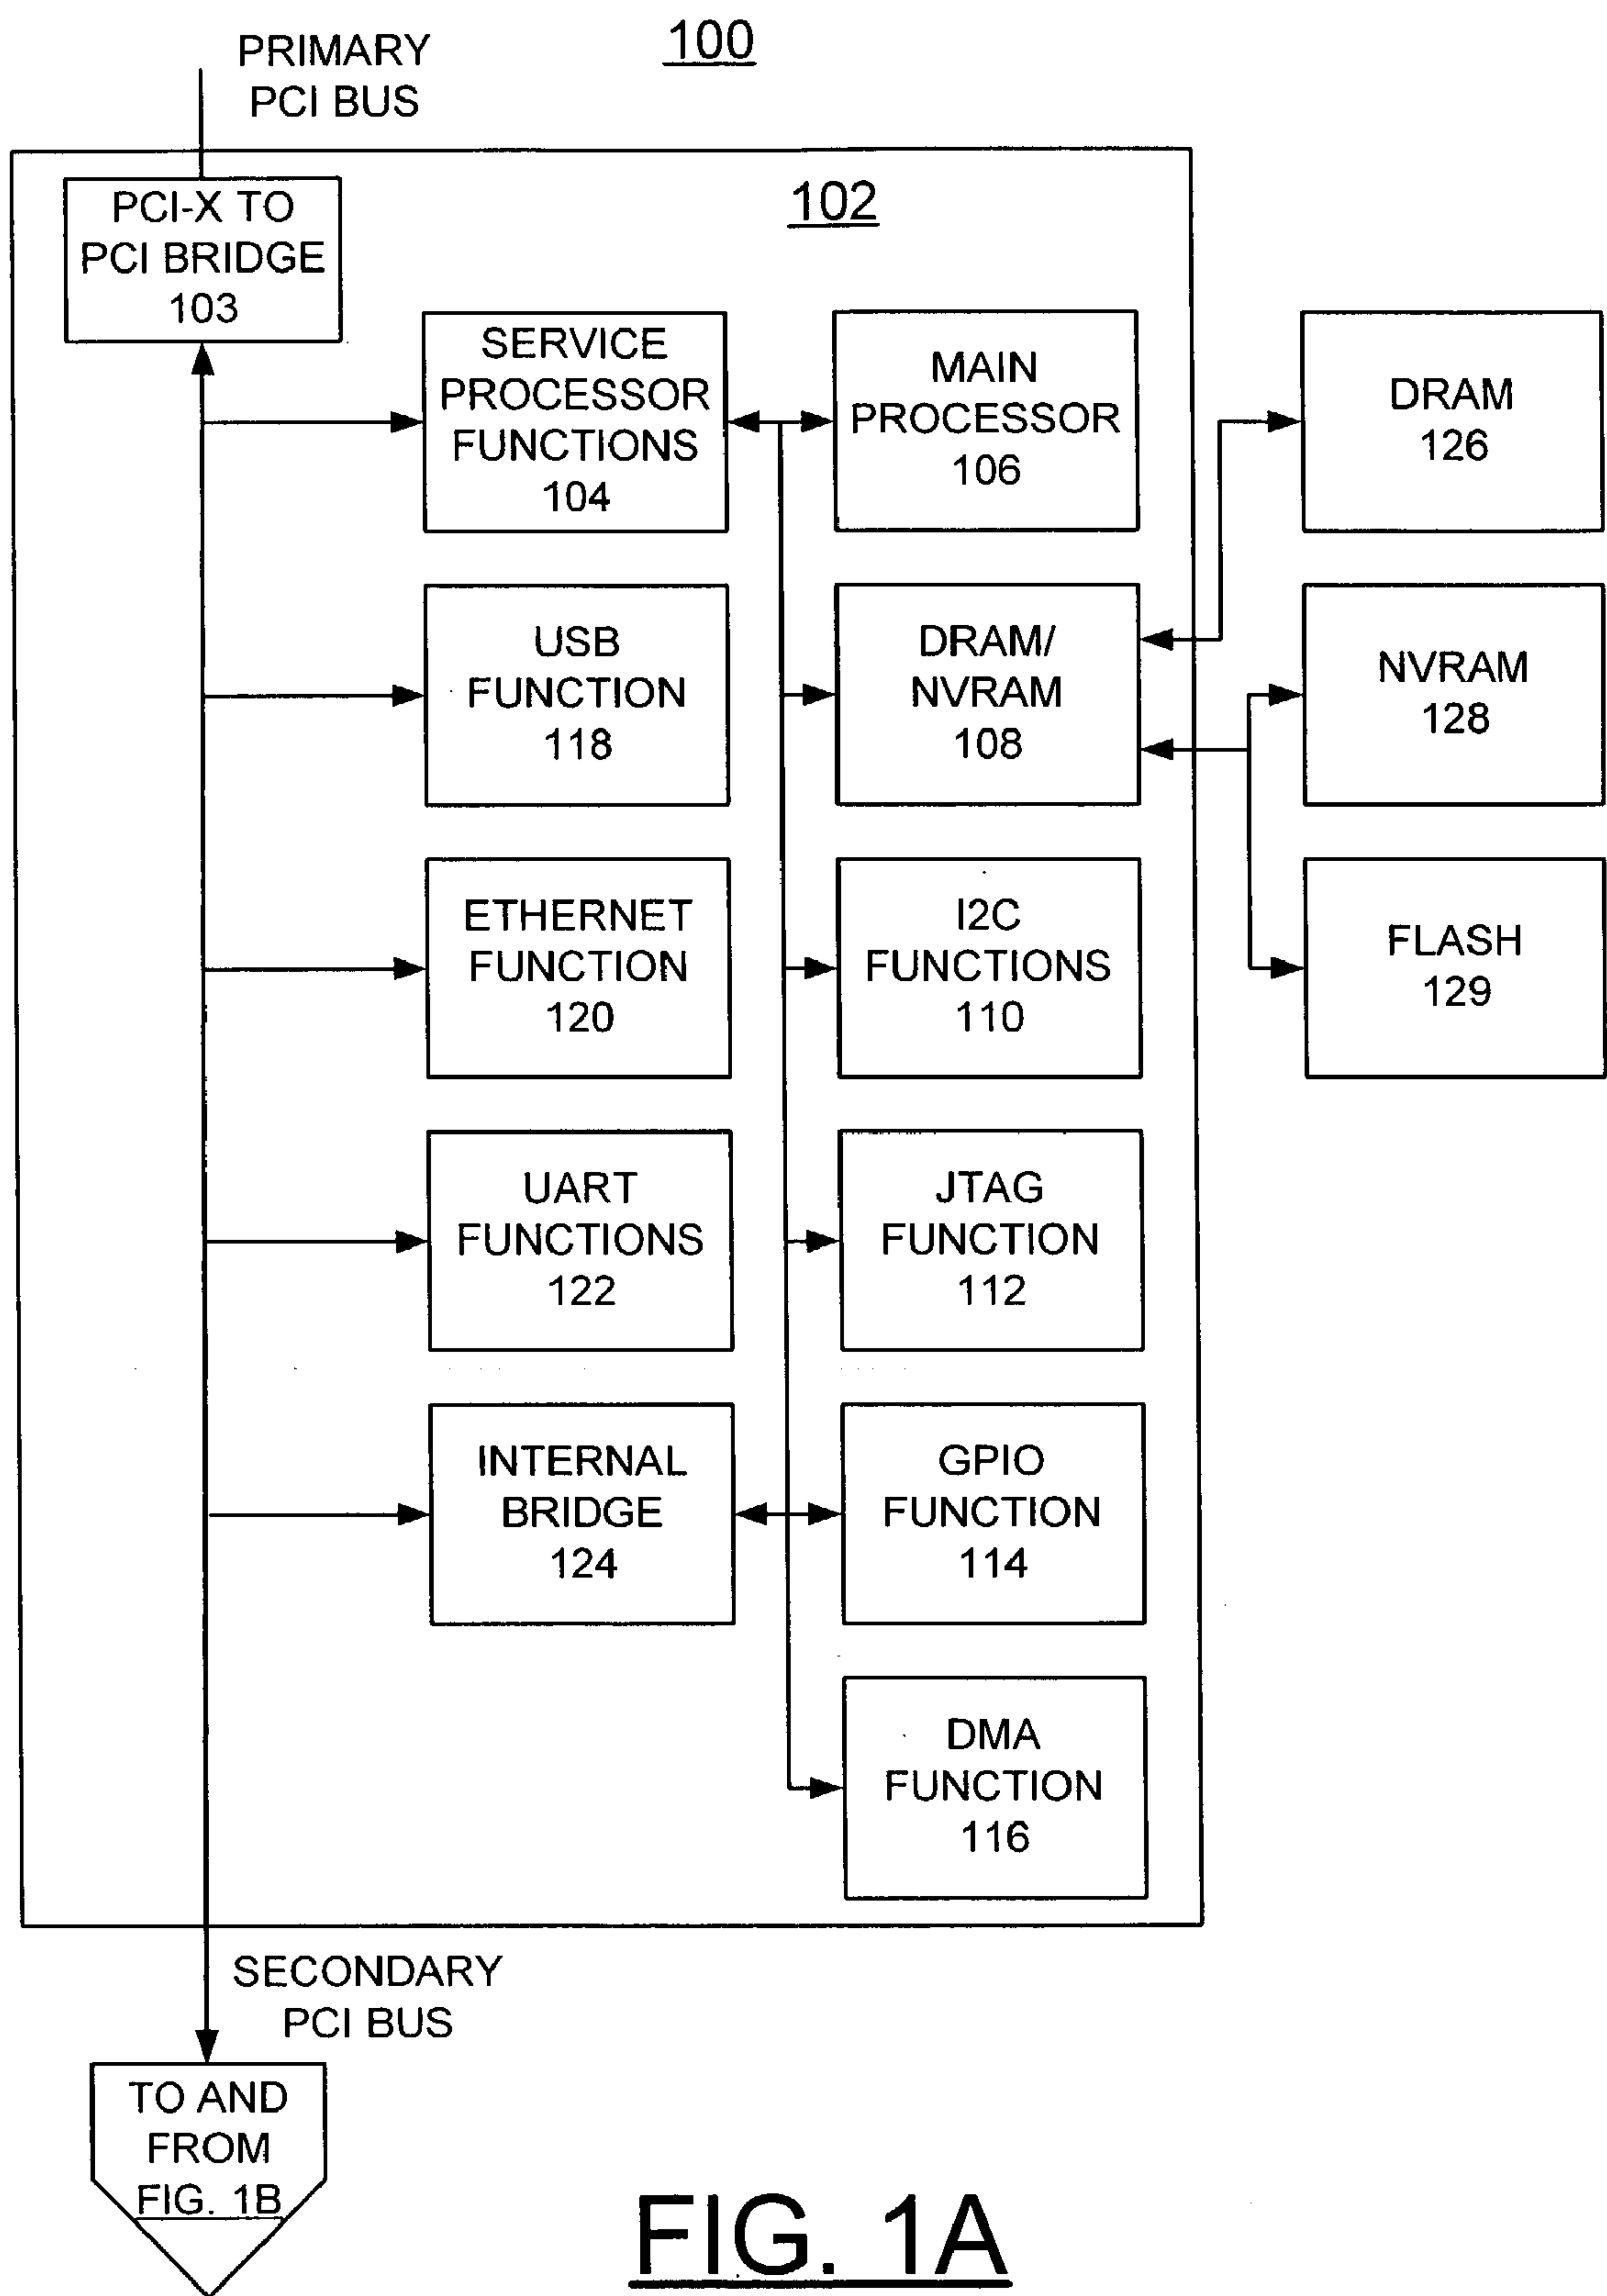 100
PRIMARY
PCI BUS
102
PCI-X TO
PCI BRIDGE
103
SERVICE
PROCESSOR
FUNCTIONS
104
MAIN
PROCESSOR
106
DRAM
126
USB
FUNCTION
118
DRAM/
NVRAM
108
NVRAM
128
ETHERNET
FUNCTION
120
I2C
FUNCTIONS
110
FLASH
129
UART
FUNCTIONS
122
JTAG
FUNCTION
112
INTERNAL
BRIDGE
124
GPIO
FUNCTION
114
DMA
FUNCTION
116
SECONDARY
PCI BUS
TO AND
FROM
FIG. 1B
FIG. 1A